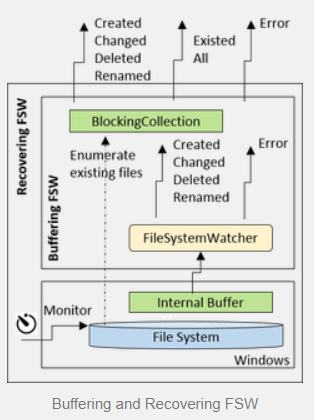 Created
Changed
Deleted
Renamed
Existed
All
Error
Recovering FSW
Buffering FSW
BlockingCollection
Enumerate
existing files
Created
Changed
Deleted
Renamed
Error
FileSystemWatcher
Internal Buffer
Monitor
File System
Windows
Buffering and Recovering FSW